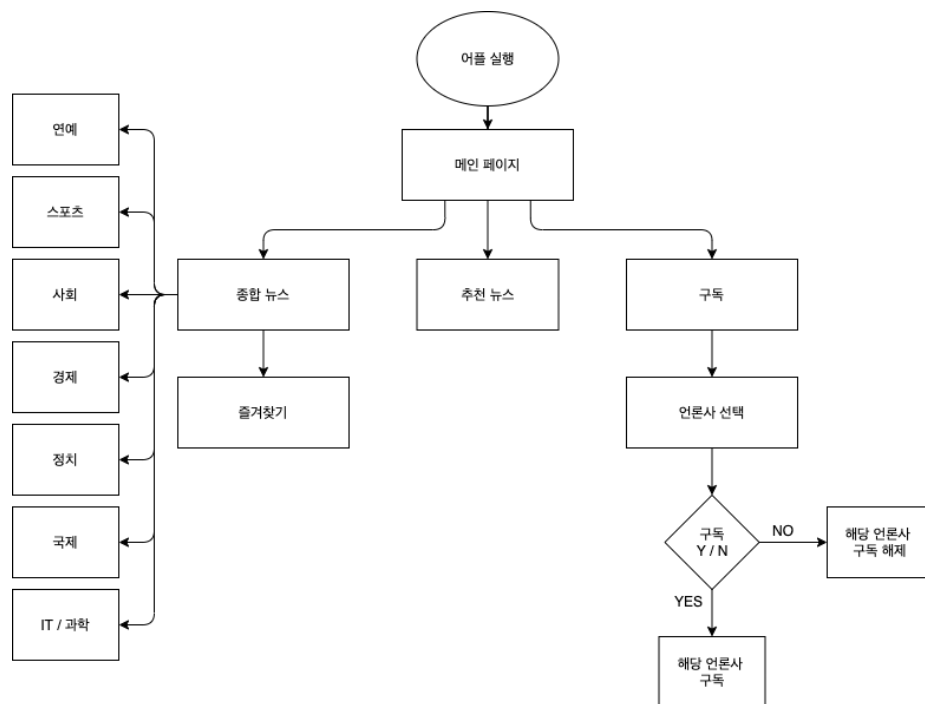 어플 실행
메인 페이지
연예
스포츠
사회
경제
정치
국제
IT / 과학
종합 뉴스
즐겨찾기
추천 뉴스
구독
언론사 선택
구독
Y / N
NO
해당 언론사
구독 해제
YES
해당 언론사
구독